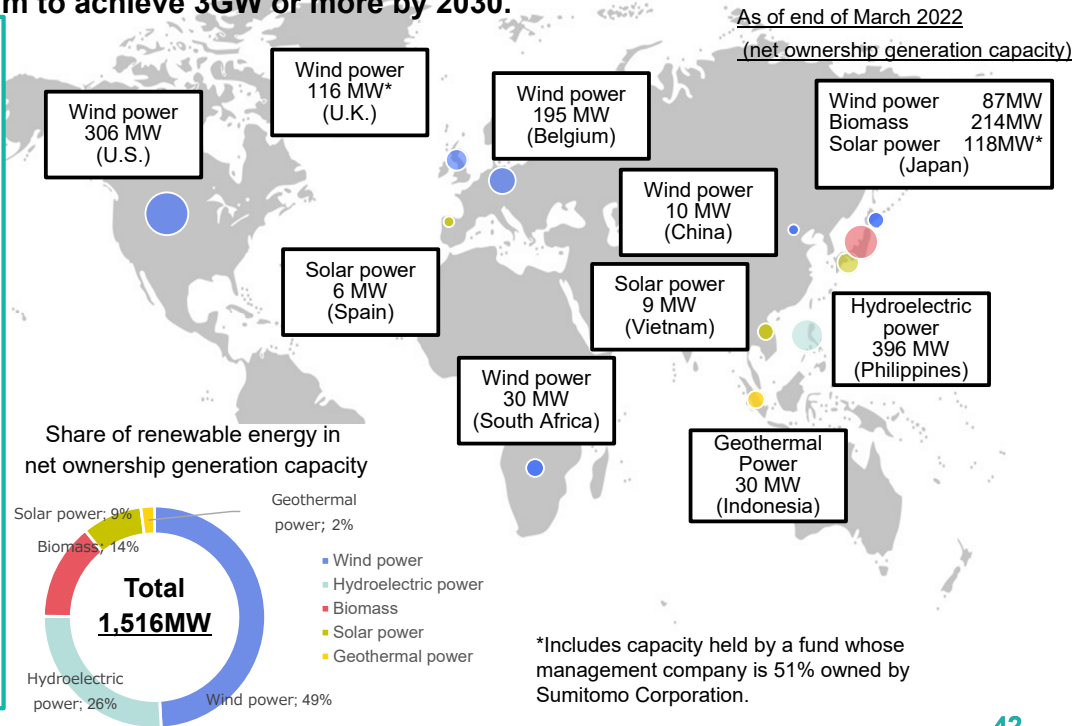 m to achieve 3GW or more by 2030.
As of end of March 2022
(net ownership generation capacity)
Wind power
306 MW
(U.S.)
Wind power
116 MW*
(U.K.)
Wind power
195 MW
(Belgium)
Wind power 87MW
Biomass 214MW
Solar power 118MW*
(Japan)
Wind power
10 MW
(China)
Solar power
6 MW
(Spain)
Solar power
9 MW
(Vietnam)
Hydroelectric
power
396 MW
(Philippines)
Wind power
30 MW
(South Africa)
Geothermal
Power
30 MW
(Indonesia)
Share of renewable energy in
net ownership generation capacity
Solar power; 9%
Geothermal
power; 2%
Biomass; 14%
Total
1,516MW
Hydroelectric
power; 26%
Wind power; 49%
Wind power
Hydroelectric power
Biomass
Solar power
Geothermal power
*Includes capacity held by a fund whose
management company is 51% owned by
Sumitomo Corporation.
42